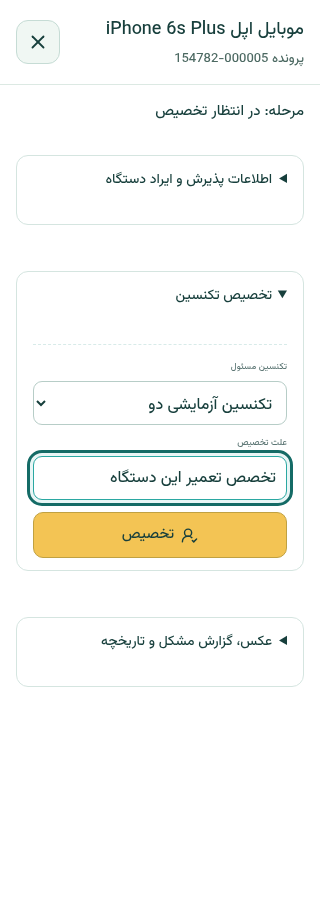 موبایل اپل iPhone 6s Plus
پرونده 000005-154782
مرحله: در انتظار تخصیص
اطلاعات پذیرش و ایراد دستگاه
تخصیص تکنسین
تکنسین مسئول
تکنسین آزمایشی دو
علت تخصیص
تخصص تعمیر این دستگاه
تخصیص
عکس، گزارش مشکل و تاریخچه